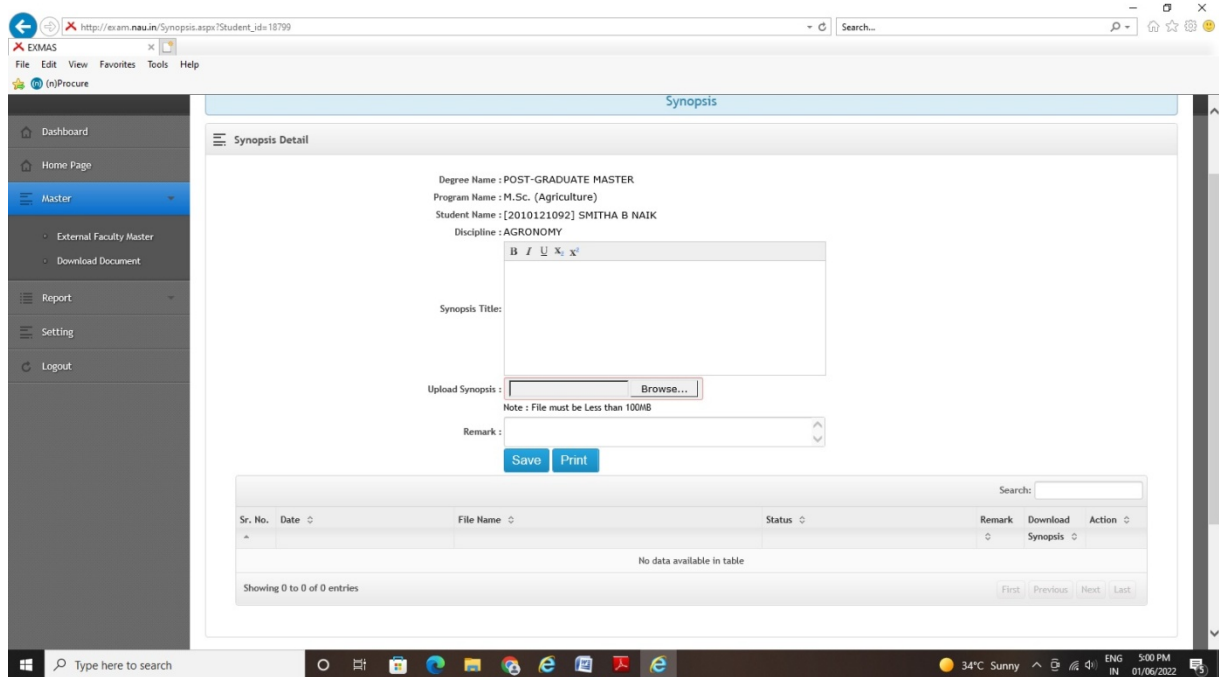 http://exam.nau.in/Synopsis.aspx?Student_id=18799
Search...
EXMAS
File Edit View Favorites Tools Help
(n) (n)Procure
Synopsis
Dashboard
Home Page
Master
External Faculty Master
Download Document
Report
Setting
Logout
Synopsis Detail
Degree Name : POST-GRADUATE MASTER
Program Name : M.Sc. (Agriculture)
Student Name : [2010121092] SMITHA B NAIK
Discipline : AGRONOMY
B I U X₂ X²
Synopsis Title:
Upload Synopsis : Browse...
Note : File must be Less than 100MB
Remark :
Save Print
Search:
Sr. No. Date File Name Status Remark Download Synopsis Action
No data available in table
Showing 0 to 0 of 0 entries
First Previous Next Last
Type here to search
34°C Sunny
ENG 5:00 PM
IN 01/06/2022
5